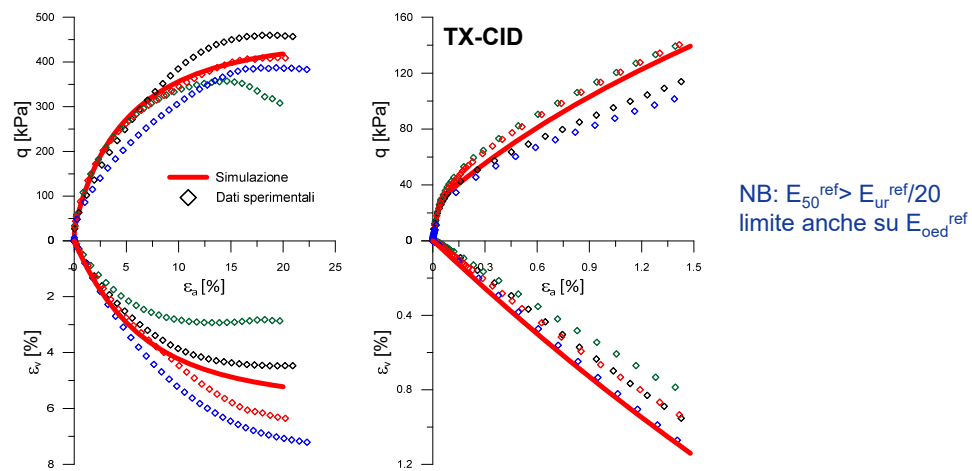 TX-CID
500
400
300
200
100
0
q [kPa]
Simulazione
Dati sperimentali
0 5 10 15 20 25
εa [%]
2
4
6
8
εv [%]
160
120
80
40
0
q [kPa]
0 0.3 0.6 0.9 1.2 1.5
εa [%]
0.4
0.8
1.2
εv [%]
NB: E50ref> Eurref/20
limite anche su Eoedref